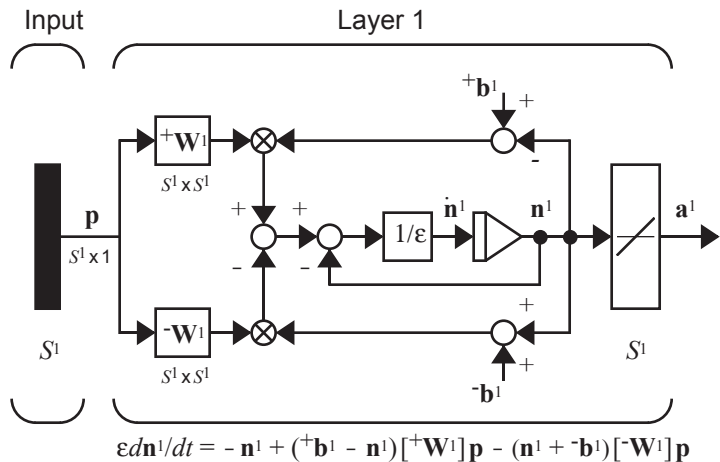 Input
Layer 1
⁺b¹
+
-
⁺W¹
S¹ x S¹
p
S¹ x 1
+
+
-
-
1/ε
ṅ¹
n¹
a¹
⁻W¹
S¹ x S¹
+
+
⁻b¹
S¹
S¹
εdn¹/dt = - n¹ + (⁺b¹ - n¹) [⁺W¹] p - (n¹ + ⁻b¹) [⁻W¹] p